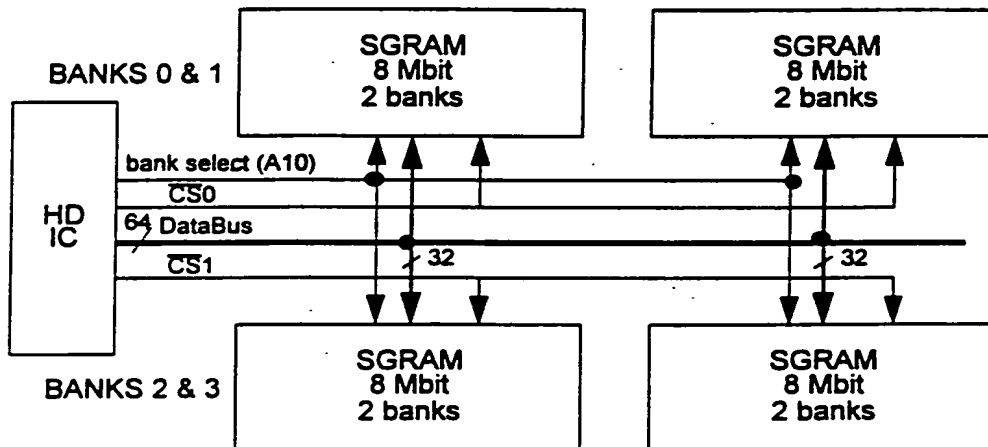 SGRAM
8 Mbit
2 banks
SGRAM
8 Mbit
2 banks
BANKS 0 & 1
HD
IC
bank select (A10)
CS0
64 DataBus
32
32
CS1
BANKS 2 & 3
SGRAM
8 Mbit
2 banks
SGRAM
8 Mbit
2 banks